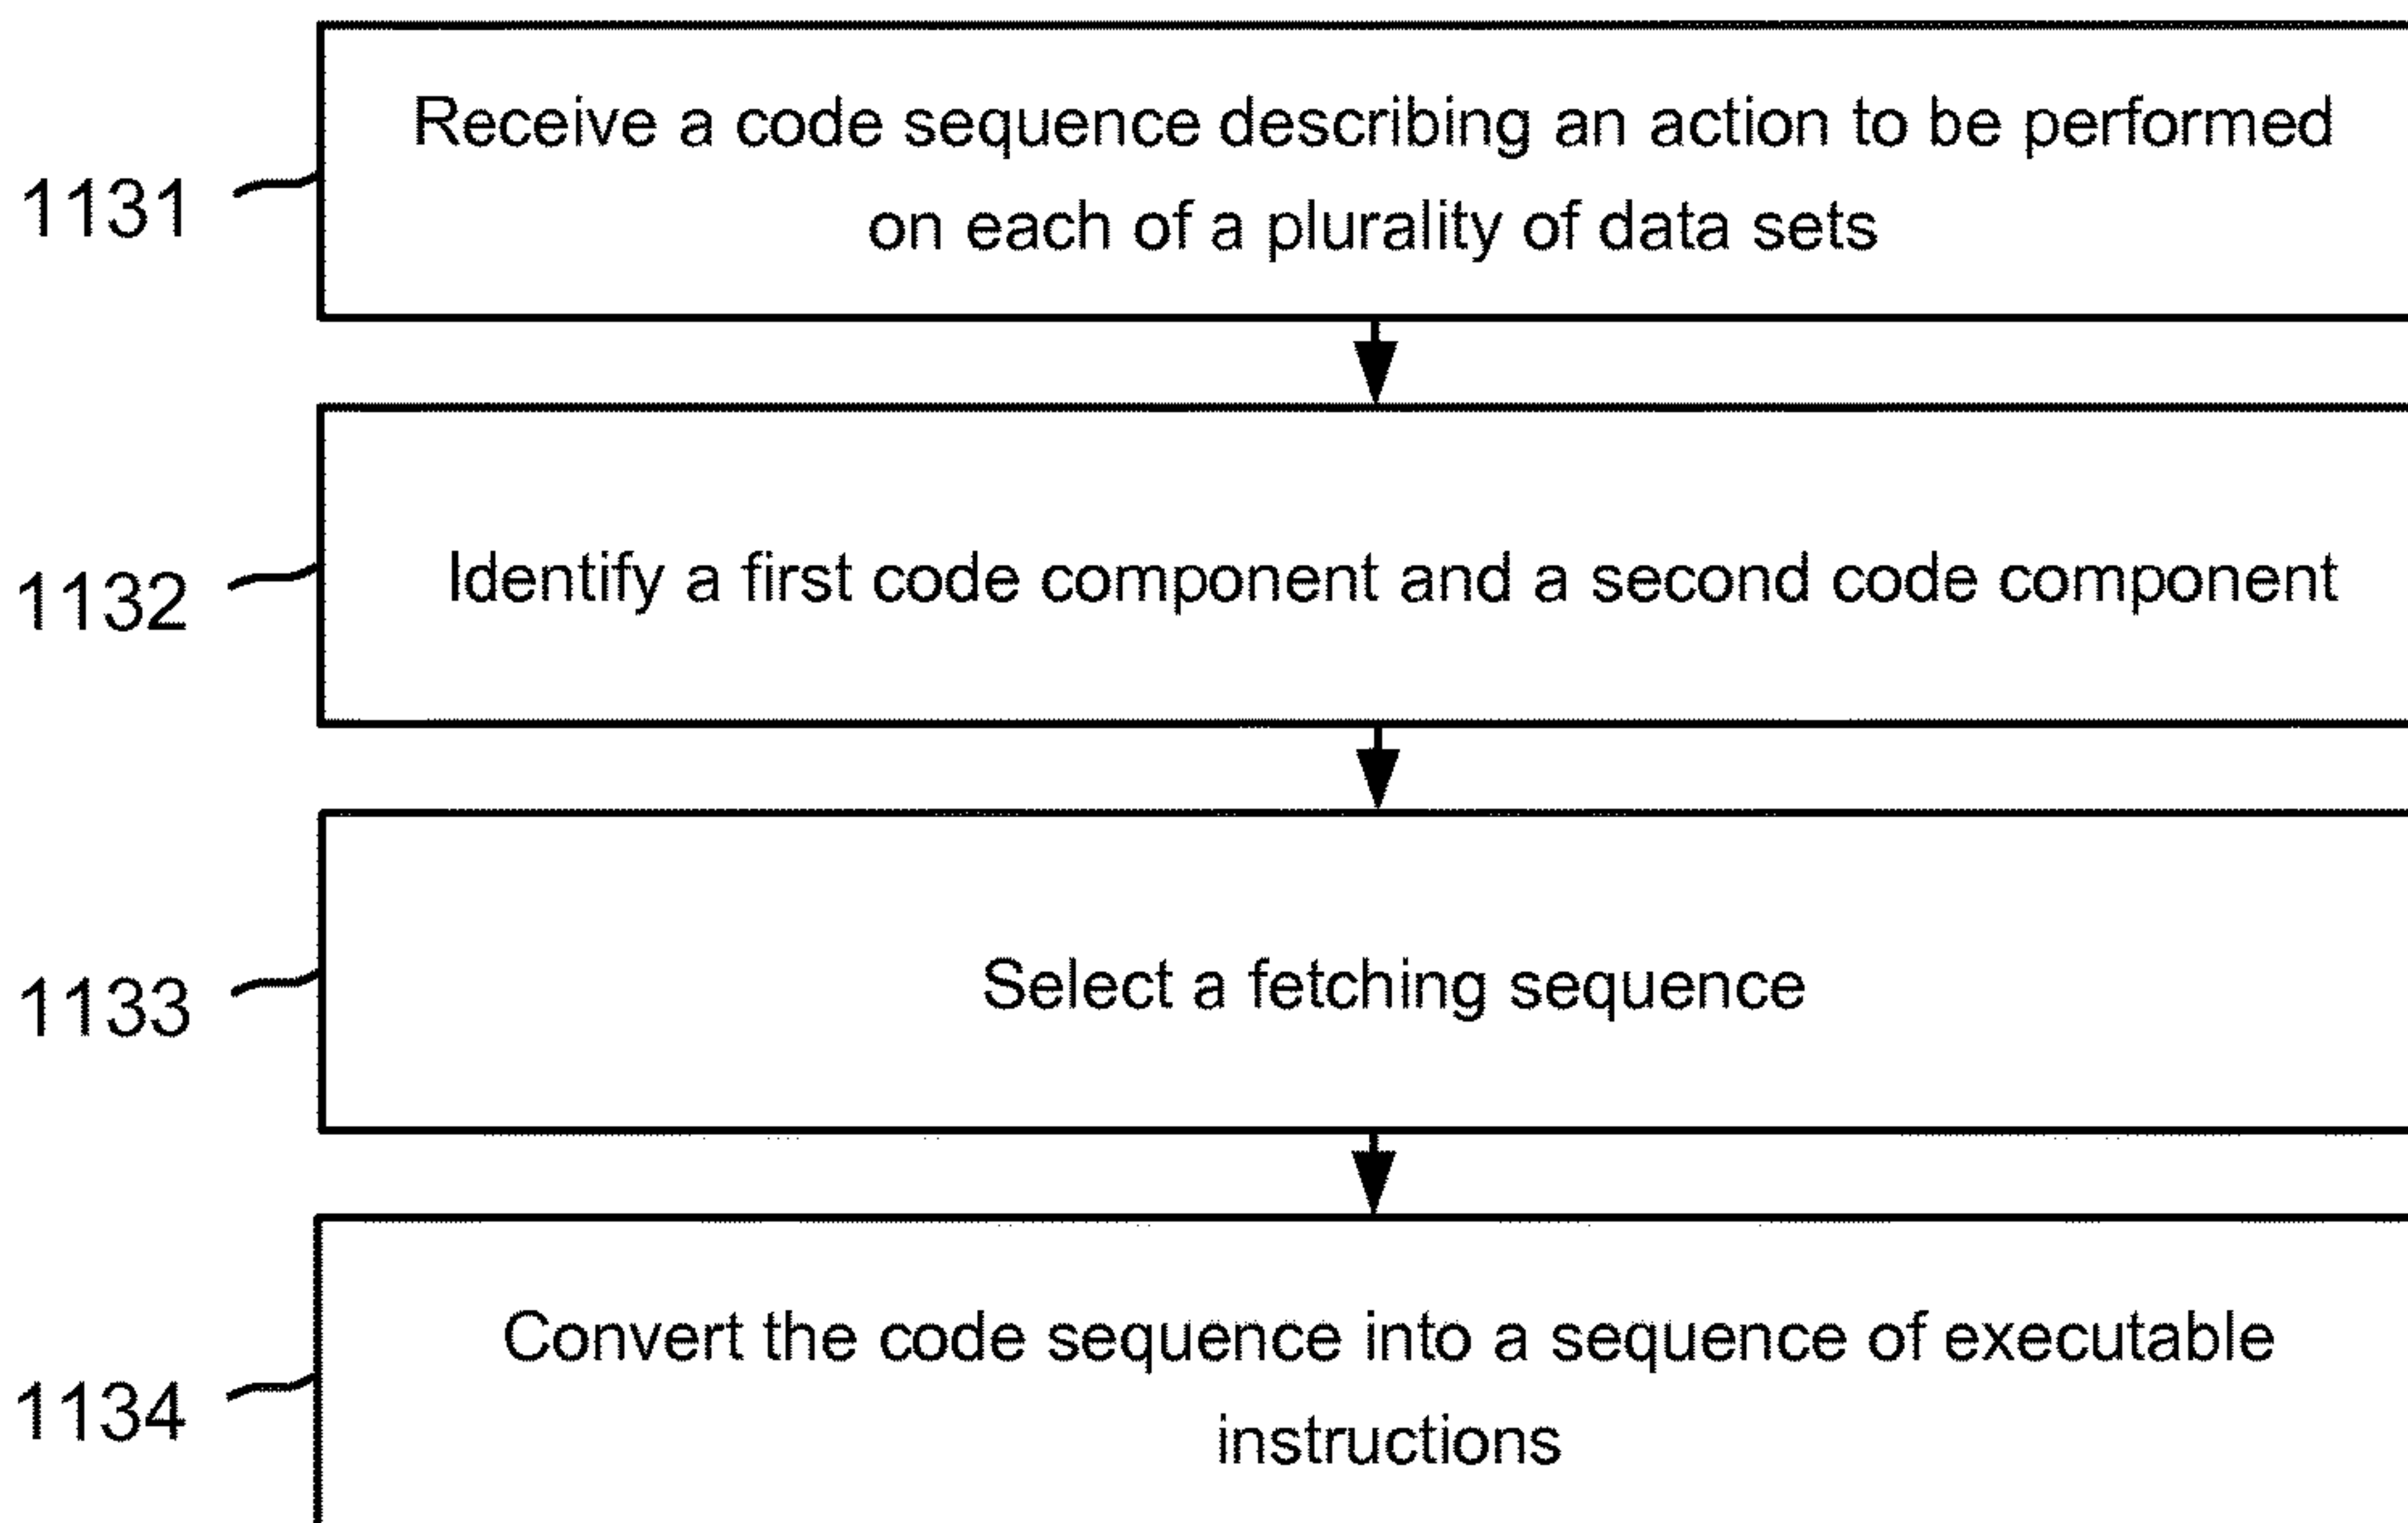 Receive a code sequence describing an action to be performed
on each of a plurality of data sets
1131
Identify a first code component and a second code component
1132
Select a fetching sequence
1133
Convert the code sequence into a sequence of executable
instructions
1134